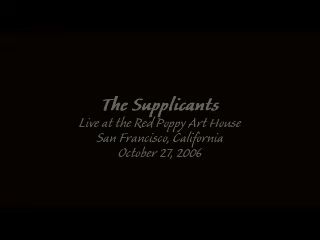 The Supplicants
Live at the Red Poppy Art House
San Francisco, California
October 27, 2006